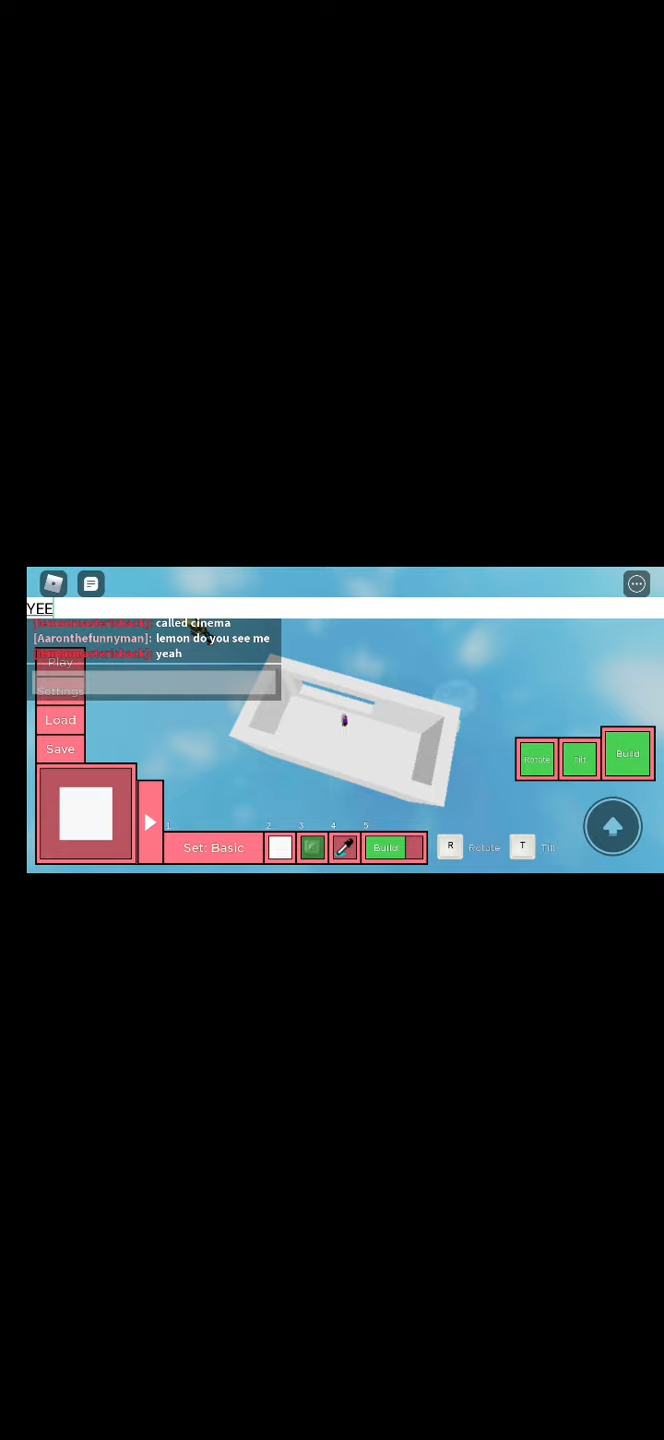 YEE
called cinema
[Aaronthefunnyman]: lemon do you see me
yeah
Play
Settings
Load
Save
Rotate
Tilt
Build
1
2
3
4
5
Set: Basic
Build
R
Rotate
T
Tilt